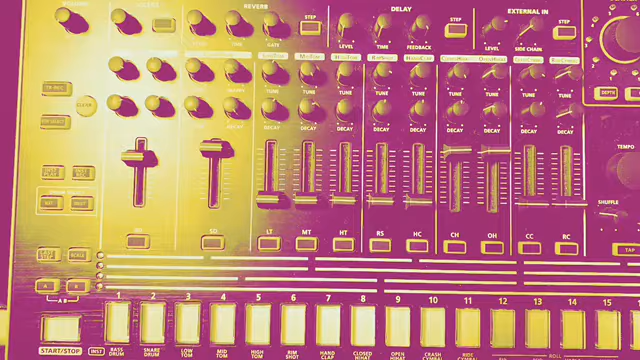 REVERB
DELAY
EXTERNAL IN
STEP
STEP
STEP
GATE
LEVEL
TIME
FEEDBACK
LEVEL
SIDE CHAIN
TUNE
TUNE
TUNE
TUNE
TUNE
TUNE
TUNE
TUNE
TUNE
DEPTH
CLEAR
DECAY
DECAY
DECAY
DECAY
DECAY
DECAY
DECAY
TEMPO
SHUFFLE
SD
LT
MT
HT
RS
HC
CH
OH
CC
RC
TAP
SCALE
A
B
A B
1
2
3
4
5
6
7
8
9
10
11
12
13
14
15
START/STOP
INST
BASS DRUM
SNARE DRUM
LOW TOM
MID TOM
HIGH TOM
RIM SHOT
HAND CLAP
CLOSED HIHAT
OPEN HIHAT
CRASH CYMBAL
RIDE CYMBAL
ROLL